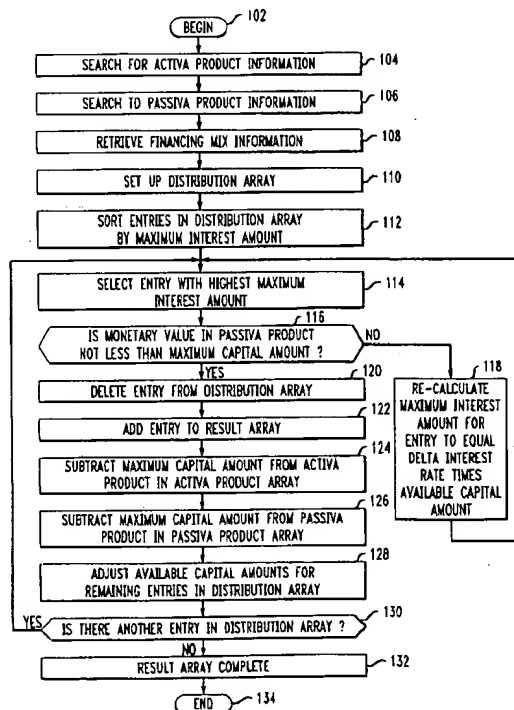 BEGIN
102
SEARCH FOR ACTIVA PRODUCT INFORMATION
104
SEARCH TO PASSIVA PRODUCT INFORMATION
106
RETRIEVE FINANCING MIX INFORMATION
108
SET UP DISTRIBUTION ARRAY
110
SORT ENTRIES IN DISTRIBUTION ARRAY
BY MAXIMUM INTEREST AMOUNT
112
SELECT ENTRY WITH HIGHEST MAXIMUM
INTEREST AMOUNT
114
116
IS MONETARY VALUE IN PASSIVA PRODUCT
NOT LESS THAN MAXIMUM CAPITAL AMOUNT ?
NO
YES
118
RE-CALCULATE
MAXIMUM INTEREST
AMOUNT FOR
ENTRY TO EQUAL
DELTA INTEREST
RATE TIMES
AVAILABLE CAPITAL
AMOUNT
120
DELETE ENTRY FROM DISTRIBUTION ARRAY
122
ADD ENTRY TO RESULT ARRAY
124
SUBTRACT MAXIMUM CAPITAL AMOUNT FROM ACTIVA
PRODUCT IN ACTIVA PRODUCT ARRAY
126
SUBTRACT MAXIMUM CAPITAL AMOUNT FROM PASSIVA
PRODUCT IN PASSIVA PRODUCT ARRAY
128
ADJUST AVAILABLE CAPITAL AMOUNTS FOR
REMAINING ENTRIES IN DISTRIBUTION ARRAY
130
YES
IS THERE ANOTHER ENTRY IN DISTRIBUTION ARRAY ?
NO
RESULT ARRAY COMPLETE
132
END
134